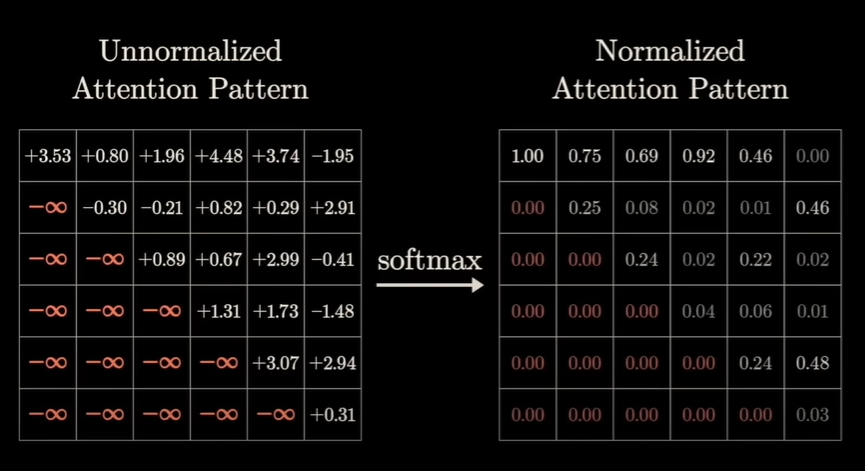 Unnormalized
Attention Pattern
Normalized
Attention Pattern
+3.53 +0.80 +1.96 +4.48 +3.74 −1.95
−∞ −0.30 −0.21 +0.82 +0.29 +2.91
−∞ −∞ +0.89 +0.67 +2.99 −0.41
−∞ −∞ −∞ +1.31 +1.73 −1.48
−∞ −∞ −∞ −∞ +3.07 +2.94
−∞ −∞ −∞ −∞ −∞ +0.31
softmax
1.00 0.75 0.69 0.92 0.46 0.00
0.00 0.25 0.08 0.02 0.01 0.46
0.00 0.00 0.24 0.02 0.22 0.02
0.00 0.00 0.00 0.04 0.06 0.01
0.00 0.00 0.00 0.00 0.24 0.48
0.00 0.00 0.00 0.00 0.00 0.03